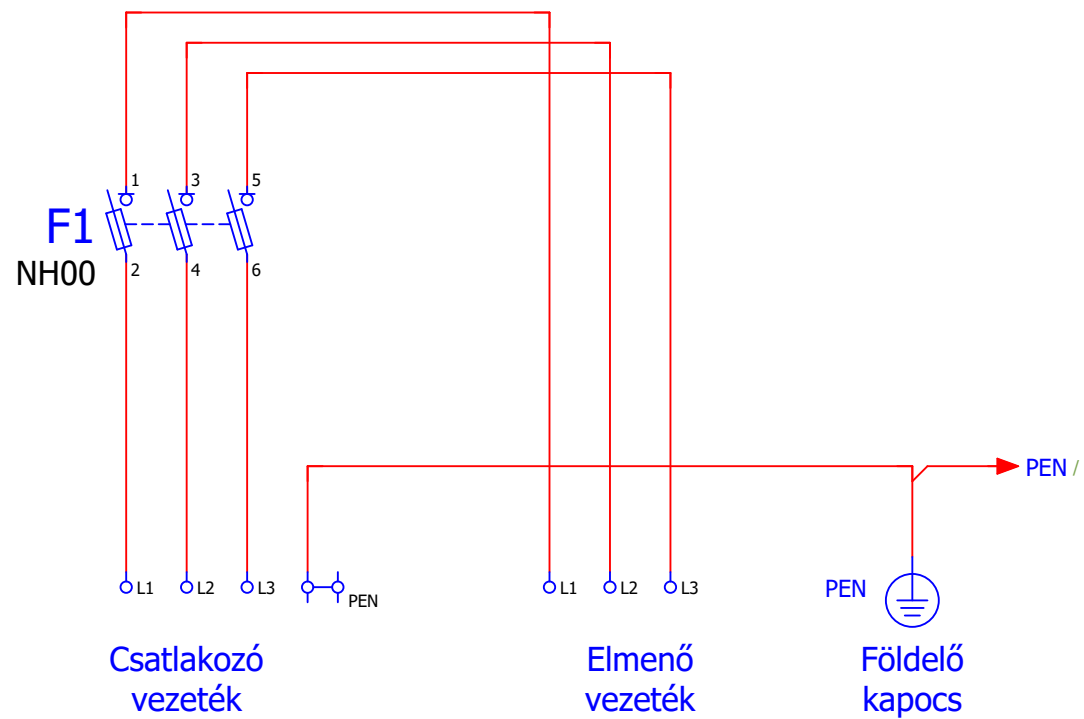 1 3 5
F1
NH00
2 4 6
PEN /
L1 L2 L3 PEN L1 L2 L3 PEN
Csatlakozó
vezeték
Elmenő
vezeték
Földelő
kapocs